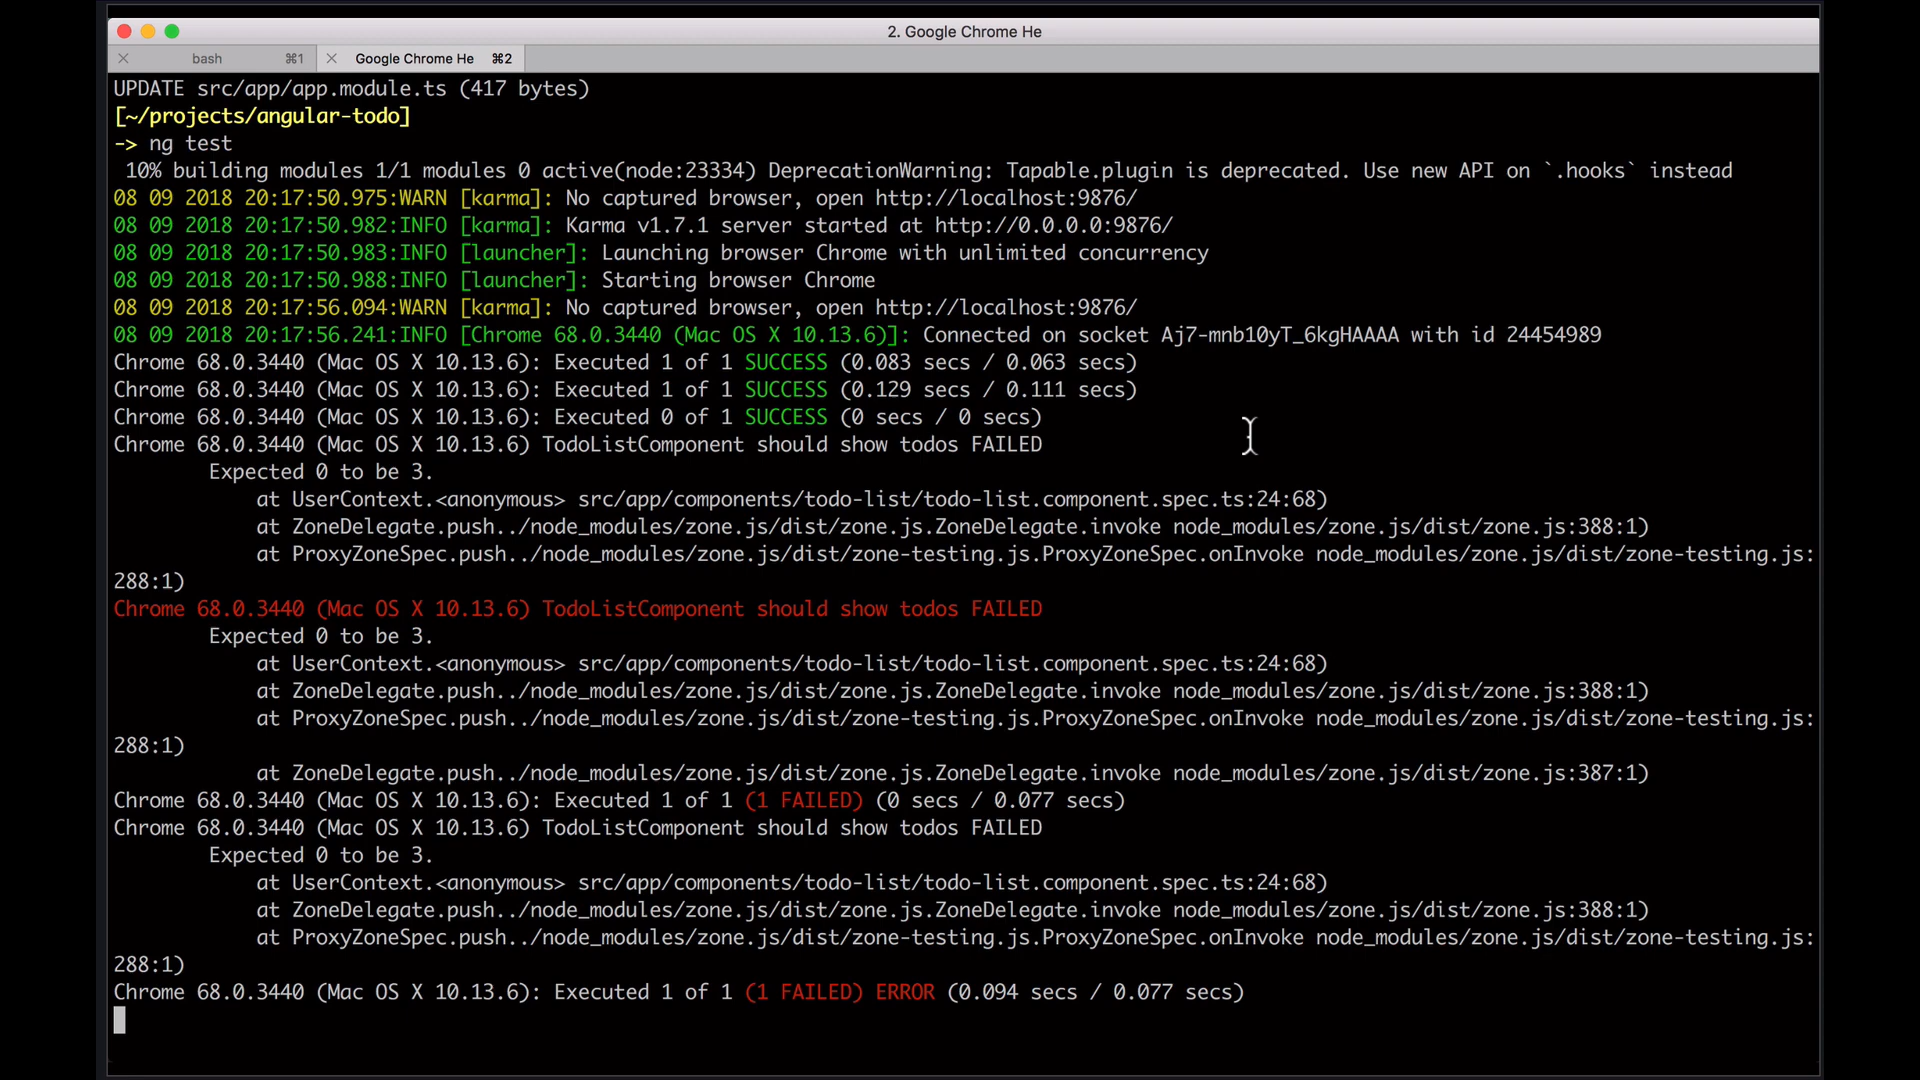 2. Google Chrome He
bash ⌘1 Google Chrome He ⌘2
UPDATE src/app/app.module.ts (417 bytes)
[~/projects/angular-todo]
-> ng test
10% building modules 1/1 modules 0 active(node:23334) DeprecationWarning: Tapable.plugin is deprecated. Use new API on `.hooks` instead
08 09 2018 20:17:50.975:WARN [karma]: No captured browser, open http://localhost:9876/
08 09 2018 20:17:50.982:INFO [karma]: Karma v1.7.1 server started at http://0.0.0.0:9876/
08 09 2018 20:17:50.983:INFO [launcher]: Launching browser Chrome with unlimited concurrency
08 09 2018 20:17:50.988:INFO [launcher]: Starting browser Chrome
08 09 2018 20:17:56.094:WARN [karma]: No captured browser, open http://localhost:9876/
08 09 2018 20:17:56.241:INFO [Chrome 68.0.3440 (Mac OS X 10.13.6)]: Connected on socket Aj7-mnb10yT_6kgHAAAA with id 24454989
Chrome 68.0.3440 (Mac OS X 10.13.6): Executed 1 of 1 SUCCESS (0.083 secs / 0.063 secs)
Chrome 68.0.3440 (Mac OS X 10.13.6): Executed 1 of 1 SUCCESS (0.129 secs / 0.111 secs)
Chrome 68.0.3440 (Mac OS X 10.13.6): Executed 0 of 1 SUCCESS (0 secs / 0 secs)
Chrome 68.0.3440 (Mac OS X 10.13.6) TodoListComponent should show todos FAILED
Expected 0 to be 3.
at UserContext.<anonymous> src/app/components/todo-list/todo-list.component.spec.ts:24:68)
at ZoneDelegate.push../node_modules/zone.js/dist/zone.js.ZoneDelegate.invoke node_modules/zone.js/dist/zone.js:388:1)
at ProxyZoneSpec.push../node_modules/zone.js/dist/zone-testing.js.ProxyZoneSpec.onInvoke node_modules/zone.js/dist/zone-testing.js:
288:1)
Chrome 68.0.3440 (Mac OS X 10.13.6) TodoListComponent should show todos FAILED
Expected 0 to be 3.
at UserContext.<anonymous> src/app/components/todo-list/todo-list.component.spec.ts:24:68)
at ZoneDelegate.push../node_modules/zone.js/dist/zone.js.ZoneDelegate.invoke node_modules/zone.js/dist/zone.js:388:1)
at ProxyZoneSpec.push../node_modules/zone.js/dist/zone-testing.js.ProxyZoneSpec.onInvoke node_modules/zone.js/dist/zone-testing.js:
288:1)
at ZoneDelegate.push../node_modules/zone.js/dist/zone.js.ZoneDelegate.invoke node_modules/zone.js/dist/zone.js:387:1)
Chrome 68.0.3440 (Mac OS X 10.13.6): Executed 1 of 1 (1 FAILED) (0 secs / 0.077 secs)
Chrome 68.0.3440 (Mac OS X 10.13.6) TodoListComponent should show todos FAILED
Expected 0 to be 3.
at UserContext.<anonymous> src/app/components/todo-list/todo-list.component.spec.ts:24:68)
at ZoneDelegate.push../node_modules/zone.js/dist/zone.js.ZoneDelegate.invoke node_modules/zone.js/dist/zone.js:388:1)
at ProxyZoneSpec.push../node_modules/zone.js/dist/zone-testing.js.ProxyZoneSpec.onInvoke node_modules/zone.js/dist/zone-testing.js:
288:1)
Chrome 68.0.3440 (Mac OS X 10.13.6): Executed 1 of 1 (1 FAILED) ERROR (0.094 secs / 0.077 secs)